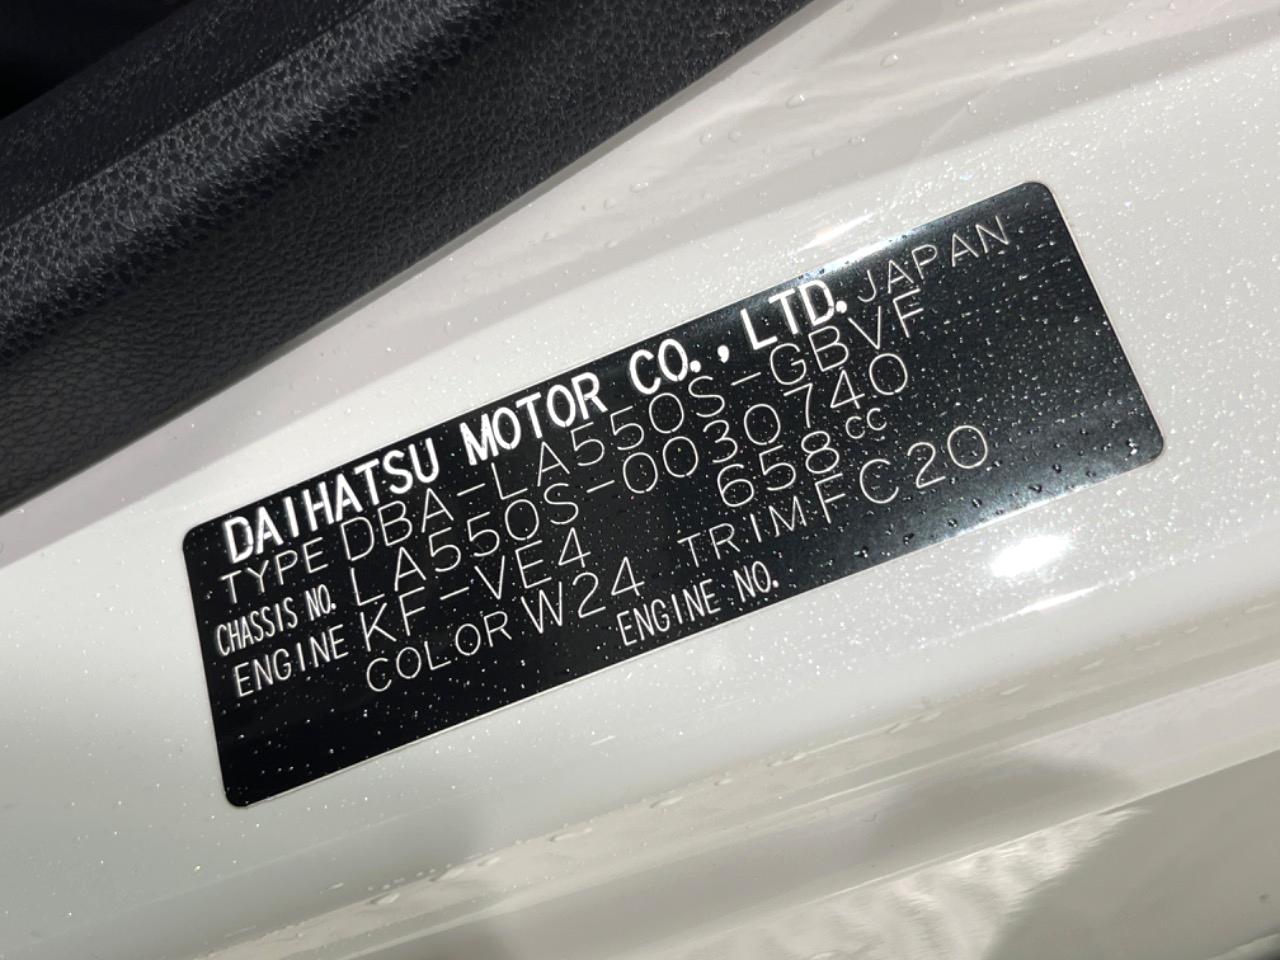 DAIHATSU MOTOR CO., LTD. JAPAN
TYPE DBA-LA550S-GBVF
CHASSIS NO. LA550S-0030740
ENGINE KF-VE4 658cc
COLOR W24 TRIM FC20
ENGINE NO.